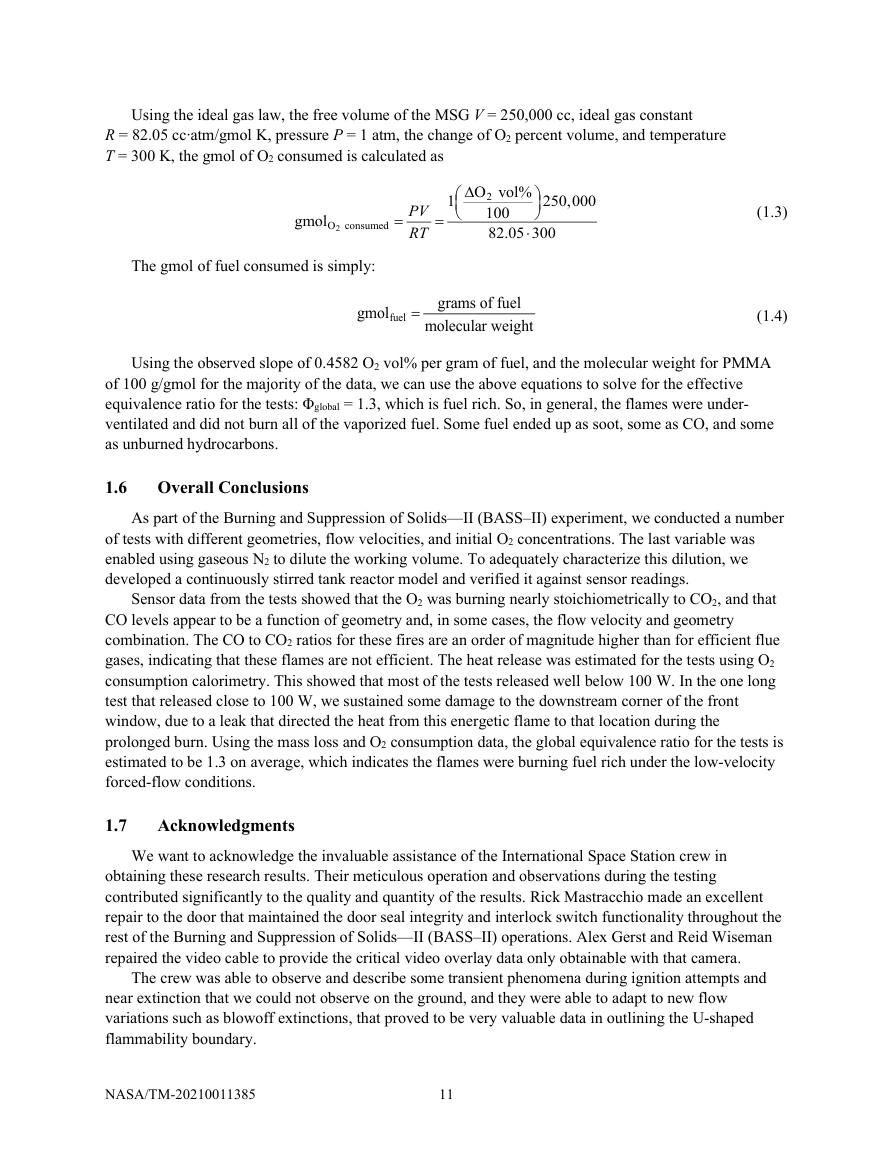 Using the ideal gas law, the free volume of the MSG V = 250,000 cc, ideal gas constant
R = 82.05 cc·atm/gmol K, pressure P = 1 atm, the change of O₂ percent volume, and temperature
T = 300 K, the gmol of O₂ consumed is calculated as
gmol O₂ consumed = PV / RT = 1(ΔO₂ vol% / 100)250,000 / 82.05 · 300 (1.3)
The gmol of fuel consumed is simply:
gmol fuel = grams of fuel / molecular weight (1.4)
Using the observed slope of 0.4582 O₂ vol% per gram of fuel, and the molecular weight for PMMA
of 100 g/gmol for the majority of the data, we can use the above equations to solve for the effective
equivalence ratio for the tests: Φglobal = 1.3, which is fuel rich. So, in general, the flames were under-
ventilated and did not burn all of the vaporized fuel. Some fuel ended up as soot, some as CO, and some
as unburned hydrocarbons.
1.6 Overall Conclusions
As part of the Burning and Suppression of Solids—II (BASS–II) experiment, we conducted a number
of tests with different geometries, flow velocities, and initial O₂ concentrations. The last variable was
enabled using gaseous N₂ to dilute the working volume. To adequately characterize this dilution, we
developed a continuously stirred tank reactor model and verified it against sensor readings.
Sensor data from the tests showed that the O₂ was burning nearly stoichiometrically to CO₂, and that
CO levels appear to be a function of geometry and, in some cases, the flow velocity and geometry
combination. The CO to CO₂ ratios for these fires are an order of magnitude higher than for efficient flue
gases, indicating that these flames are not efficient. The heat release was estimated for the tests using O₂
consumption calorimetry. This showed that most of the tests released well below 100 W. In the one long
test that released close to 100 W, we sustained some damage to the downstream corner of the front
window, due to a leak that directed the heat from this energetic flame to that location during the
prolonged burn. Using the mass loss and O₂ consumption data, the global equivalence ratio for the tests is
estimated to be 1.3 on average, which indicates the flames were burning fuel rich under the low-velocity
forced-flow conditions.
1.7 Acknowledgments
We want to acknowledge the invaluable assistance of the International Space Station crew in
obtaining these research results. Their meticulous operation and observations during the testing
contributed significantly to the quality and quantity of the results. Rick Mastracchio made an excellent
repair to the door that maintained the door seal integrity and interlock switch functionality throughout the
rest of the Burning and Suppression of Solids—II (BASS–II) operations. Alex Gerst and Reid Wiseman
repaired the video cable to provide the critical video overlay data only obtainable with that camera.
The crew was able to observe and describe some transient phenomena during ignition attempts and
near extinction that we could not observe on the ground, and they were able to adapt to new flow
variations such as blowoff extinctions, that proved to be very valuable data in outlining the U-shaped
flammability boundary.
NASA/TM-20210011385 11